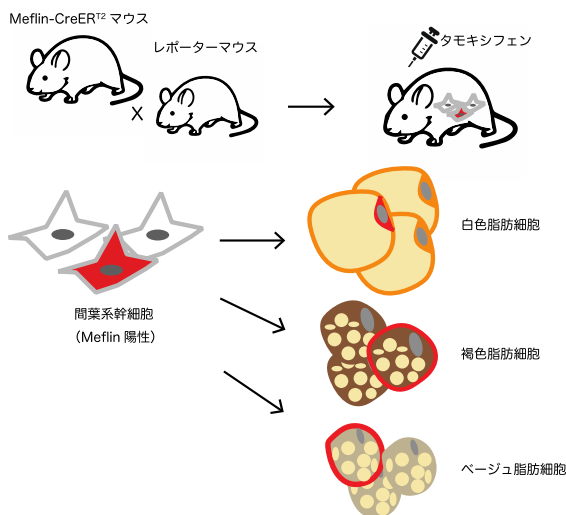 Meflin-CreERT2 マウス
レポーターマウス
X
タモキシフェン
白色脂肪細胞
間葉系幹細胞
（Meflin 陽性）
褐色脂肪細胞
ベージュ脂肪細胞